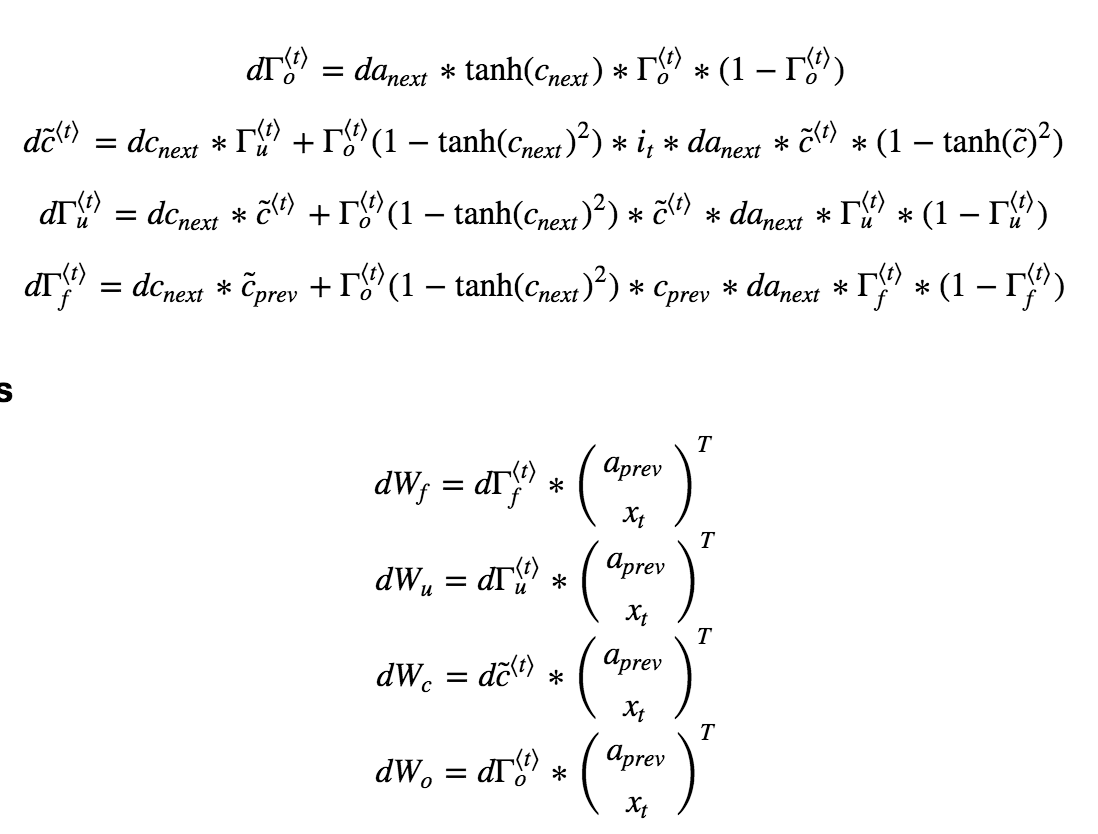 dΓ_o^⟨t⟩ = da_next * tanh(c_next) * Γ_o^⟨t⟩ * (1 − Γ_o^⟨t⟩)
dc̃^⟨t⟩ = dc_next * Γ_u^⟨t⟩ + Γ_o^⟨t⟩(1 − tanh(c_next)^2) * i_t * da_next * c̃^⟨t⟩ * (1 − tanh(c̃)^2)
dΓ_u^⟨t⟩ = dc_next * c̃^⟨t⟩ + Γ_o^⟨t⟩(1 − tanh(c_next)^2) * c̃^⟨t⟩ * da_next * Γ_u^⟨t⟩ * (1 − Γ_u^⟨t⟩)
dΓ_f^⟨t⟩ = dc_next * c̃_prev + Γ_o^⟨t⟩(1 − tanh(c_next)^2) * c_prev * da_next * Γ_f^⟨t⟩ * (1 − Γ_f^⟨t⟩)
s
dW_f = dΓ_f^⟨t⟩ * (a_prev x_t)^T
dW_u = dΓ_u^⟨t⟩ * (a_prev x_t)^T
dW_c = dc̃^⟨t⟩ * (a_prev x_t)^T
dW_o = dΓ_o^⟨t⟩ * (a_prev x_t)^T